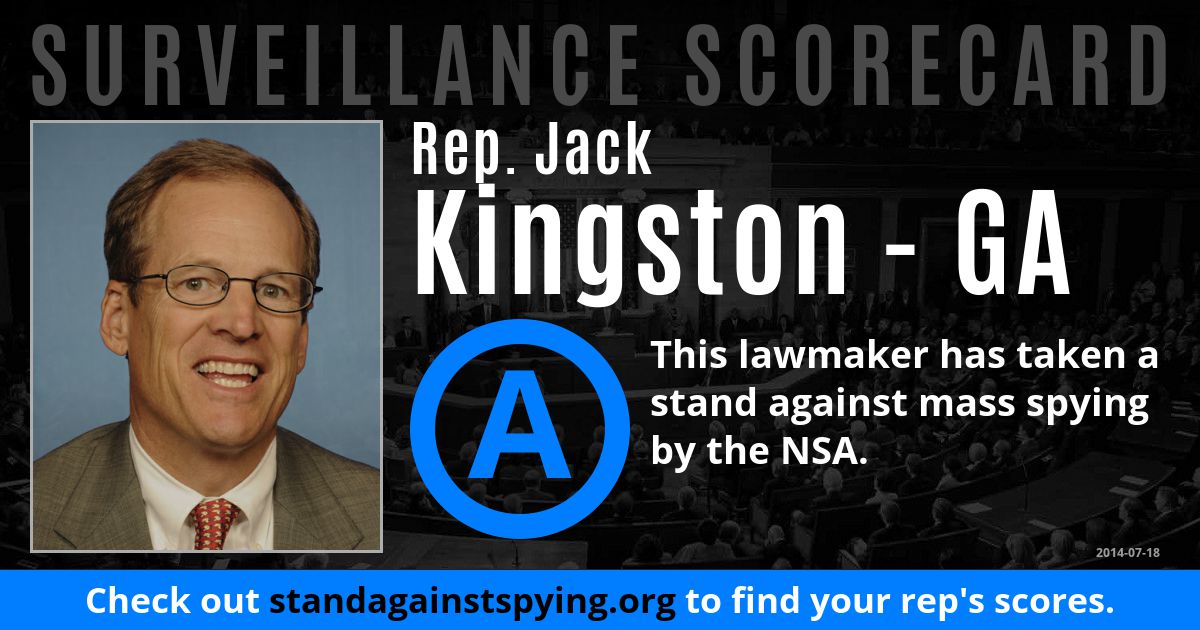 SURVEILLANCE SCORECARD
Rep. Jack
Kingston - GA
A
This lawmaker has taken a
stand against mass spying
by the NSA.
2014-07-18
Check out standagainstspying.org to find your rep's scores.